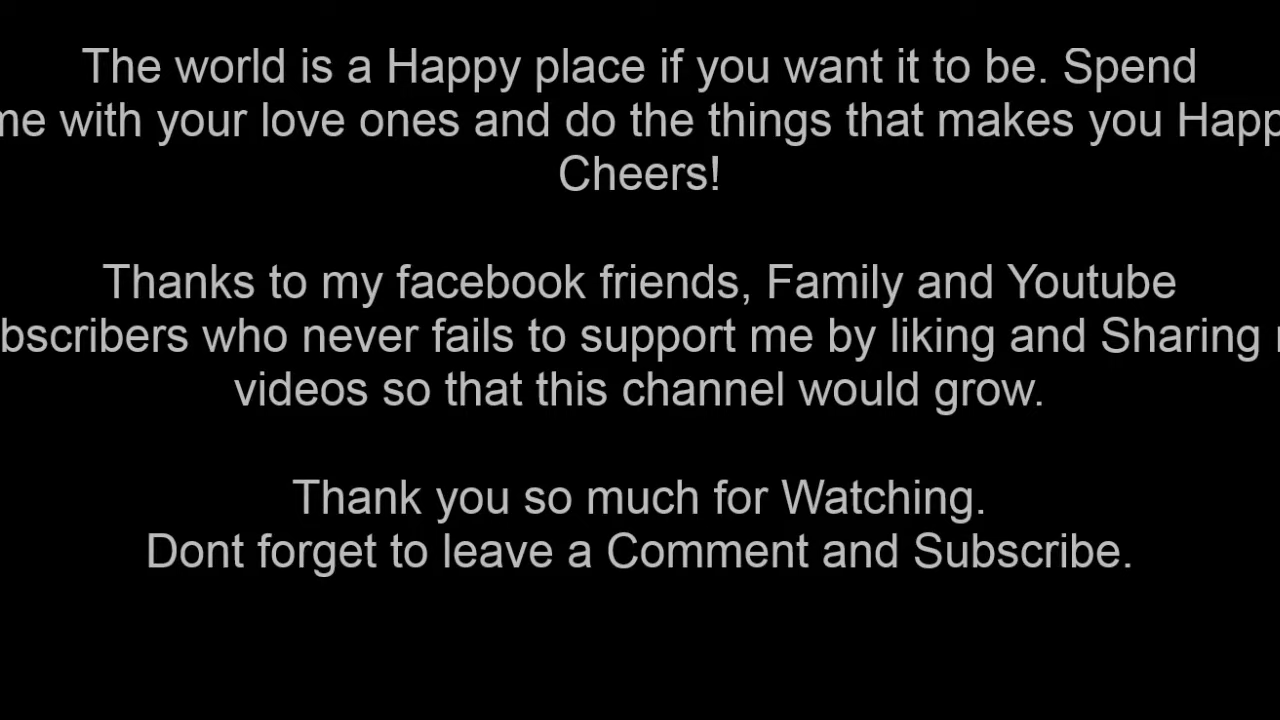 The world is a Happy place if you want it to be. Spend
me with your love ones and do the things that makes you Happ
Cheers!
Thanks to my facebook friends, Family and Youtube
bscribers who never fails to support me by liking and Sharing
videos so that this channel would grow.
Thank you so much for Watching.
Dont forget to leave a Comment and Subscribe.